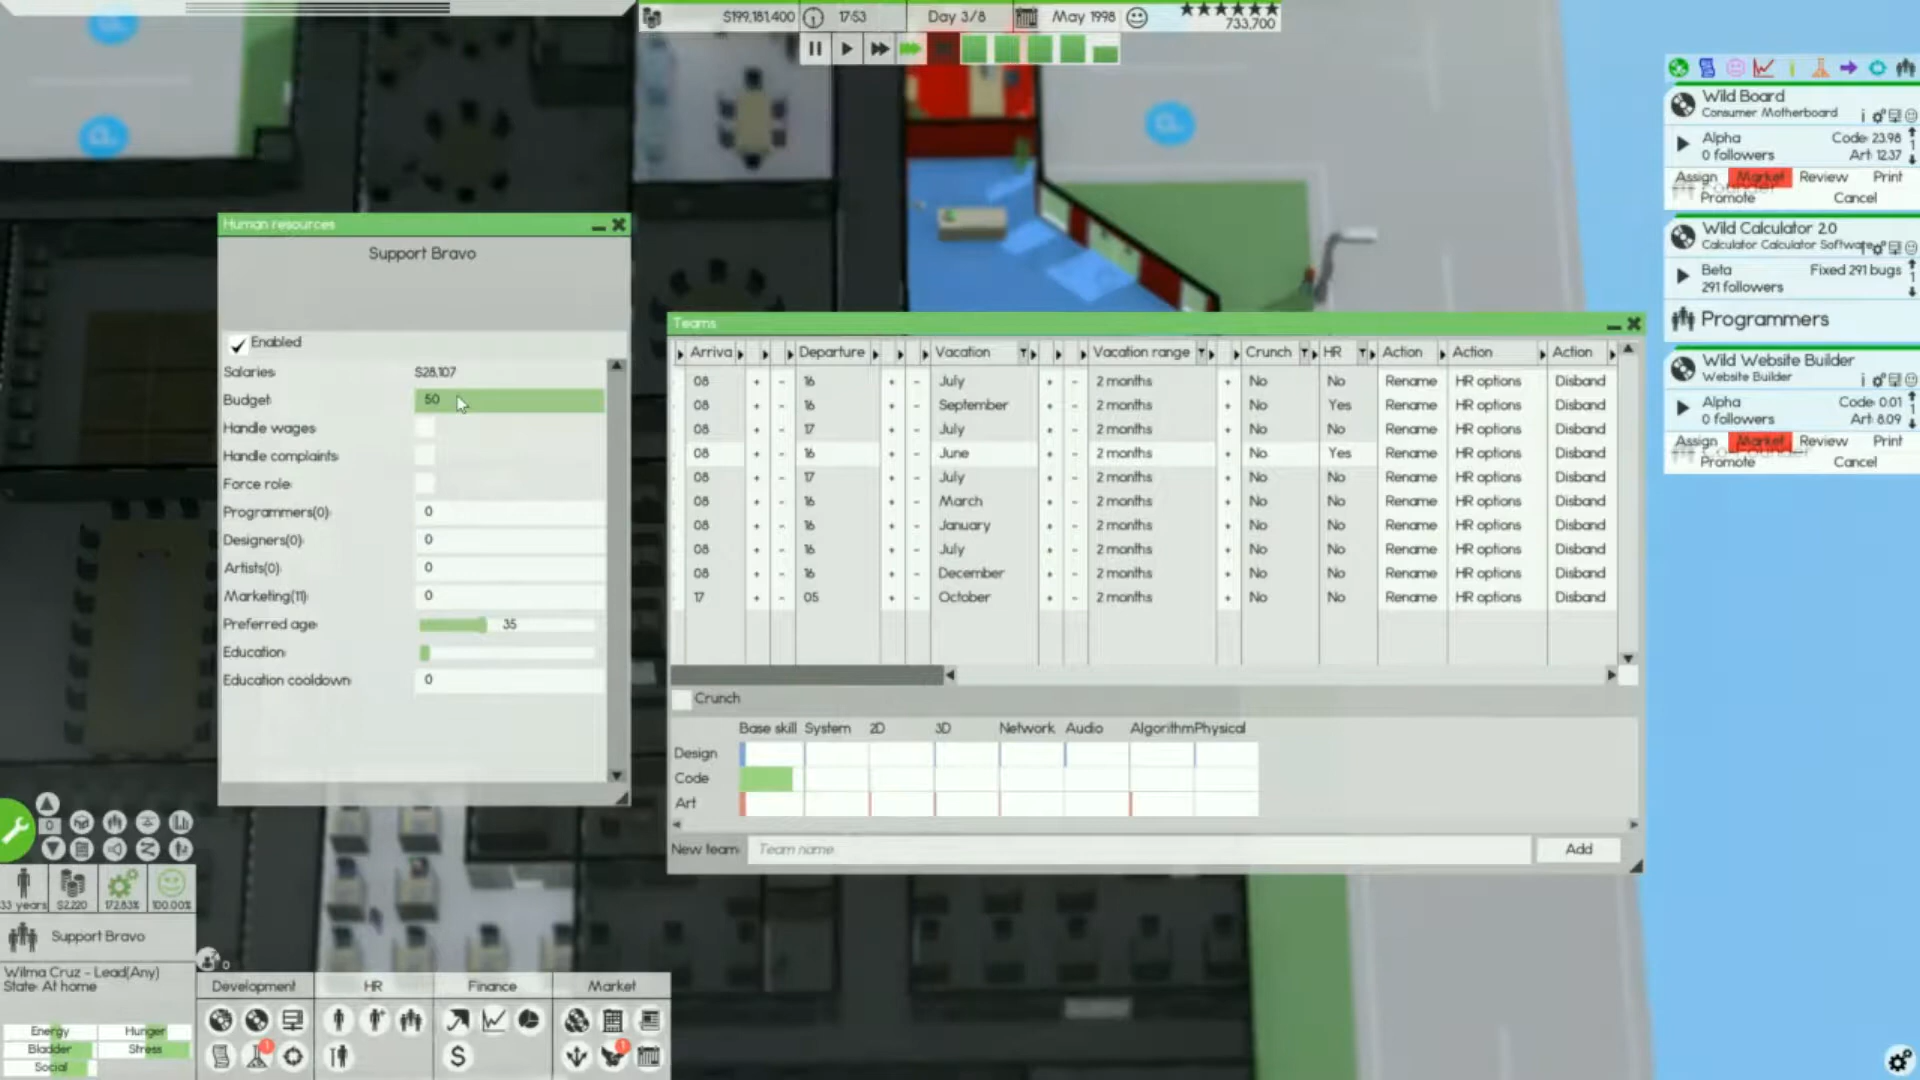 $199,181,400 17:53 Day 3/8 May 1998 733,700
Human resources
Support Bravo
Enabled
Salaries: $28,107
Budget: 50
Handle wages:
Handle complaints:
Force role:
Programmers(0): 0
Designers(0): 0
Artists(0): 0
Marketing(11): 0
Preferred age: 35
Education:
Education cooldown: 0
Teams
Arriva Departure Vacation Vacation range Crunch HR Action Action Action
08 + - 16 + - July + - 2 months + No No Rename HR options Disband
08 + - 16 + - September + - 2 months + No Yes Rename HR options Disband
08 + - 17 + - July + - 2 months + No No Rename HR options Disband
08 + - 16 + - June + - 2 months + No Yes Rename HR options Disband
08 + - 17 + - July + - 2 months + No No Rename HR options Disband
08 + - 16 + - March + - 2 months + No No Rename HR options Disband
08 + - 16 + - January + - 2 months + No No Rename HR options Disband
08 + - 16 + - July + - 2 months + No No Rename HR options Disband
08 + - 16 + - December + - 2 months + No No Rename HR options Disband
17 + - 05 + - October + - 2 months + No No Rename HR options Disband
Crunch
Base skill System 2D 3D Network Audio Algorithm Physical
Design
Code
Art
New team: Team name Add
Wild Board
Consumer Motherboard
Alpha Code: 23.98
0 followers Art: 12.37
1
Assign Market Review Print
Promote Cancel
Wild Calculator 2.0
Calculator Calculator Software
Beta Fixed 291 bugs
291 followers
1
Programmers
Wild Website Builder
Website Builder
Alpha Code: 0.01
0 followers Art: 8.09
1
Assign Market Review Print
Promote Cancel
0
33 years $2,220 172.83% 100.00%
Support Bravo
Wilma Cruz - Lead(Any)
State: At home
Energy Hunger
Bladder Stress
Social
0
Development HR Finance Market
1 1